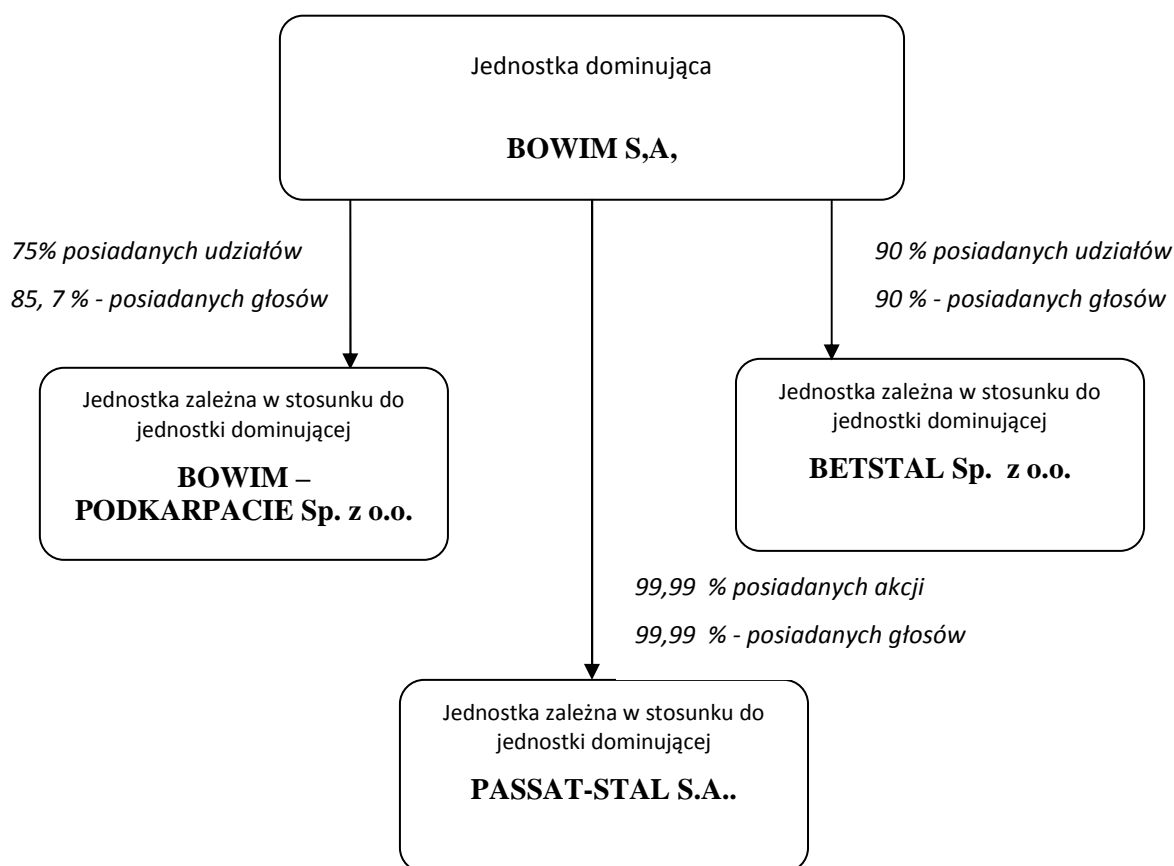 Jednostka dominująca
BOWIM S,A,
75% posiadanych udziałów
85, 7 % - posiadanych głosów
90 % posiadanych udziałów
90 % - posiadanych głosów
Jednostka zależna w stosunku do
jednostki dominującej
BOWIM –
PODKARPACIE Sp. z o.o.
Jednostka zależna w stosunku do
jednostki dominującej
BETSTAL Sp. z o.o.
99,99 % posiadanych akcji
99,99 % - posiadanych głosów
Jednostka zależna w stosunku do
jednostki dominującej
PASSAT-STAL S.A..